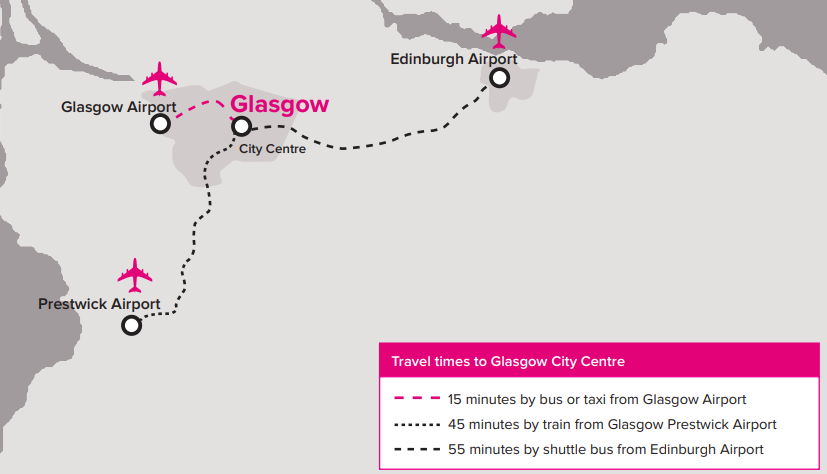 Edinburgh Airport
Glasgow Airport
Glasgow
City Centre
Prestwick Airport
Travel times to Glasgow City Centre
15 minutes by bus or taxi from Glasgow Airport
45 minutes by train from Glasgow Prestwick Airport
55 minutes by shuttle bus from Edinburgh Airport